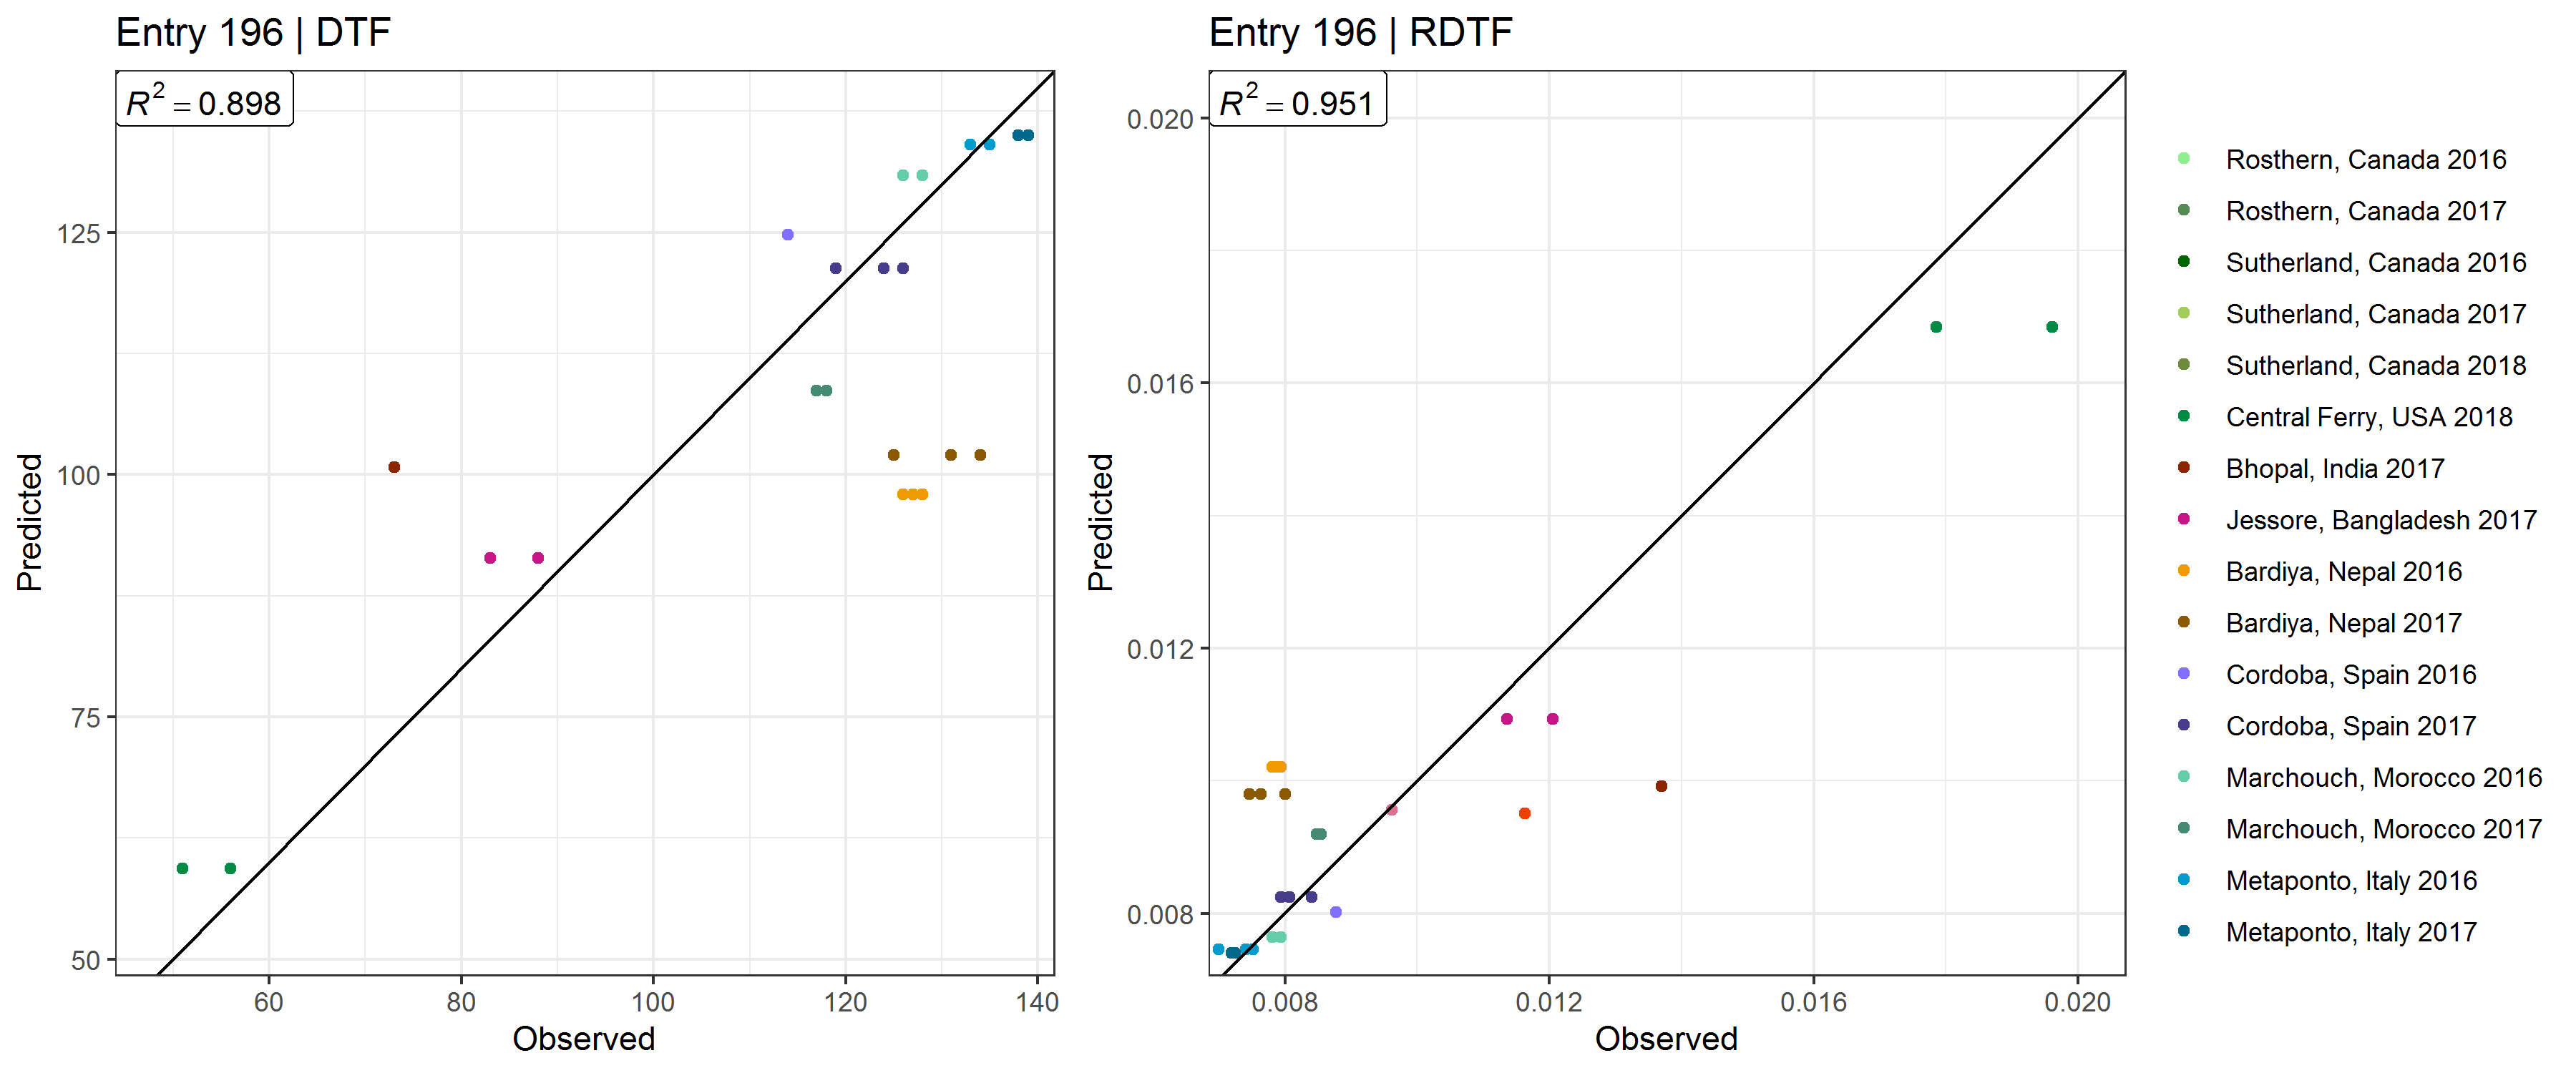 Entry 196 | DTF
R² = 0.898
125
100
75
50
Predicted
60 80 100 120 140
Observed
Entry 196 | RDTF
R² = 0.951
0.020
0.016
0.012
0.008
Predicted
0.008 0.012 0.016 0.020
Observed
Rosthern, Canada 2016
Rosthern, Canada 2017
Sutherland, Canada 2016
Sutherland, Canada 2017
Sutherland, Canada 2018
Central Ferry, USA 2018
Bhopal, India 2017
Jessore, Bangladesh 2017
Bardiya, Nepal 2016
Bardiya, Nepal 2017
Cordoba, Spain 2016
Cordoba, Spain 2017
Marchouch, Morocco 2016
Marchouch, Morocco 2017
Metaponto, Italy 2016
Metaponto, Italy 2017